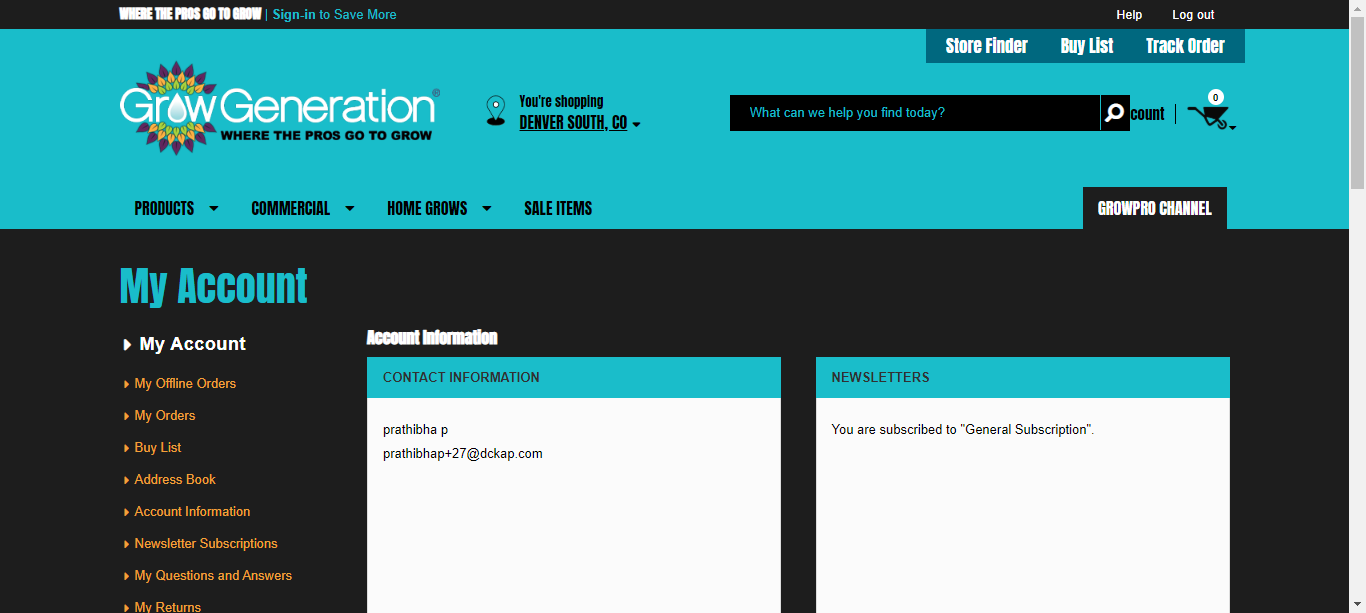 WHERE THE PROS GO TO GROW | Sign-in to Save More
Help
Log out
Store Finder
Buy List
Track Order
GrowGeneration®
WHERE THE PROS GO TO GROW
You're shopping
DENVER SOUTH, CO
What can we help you find today?
count
0
PRODUCTS
COMMERCIAL
HOME GROWS
SALE ITEMS
GROWPRO CHANNEL
My Account
My Account
My Offline Orders
My Orders
Buy List
Address Book
Account Information
Newsletter Subscriptions
My Questions and Answers
My Returns
Account Information
CONTACT INFORMATION
prathibha p
prathibhap+27@dckap.com
NEWSLETTERS
You are subscribed to "General Subscription".